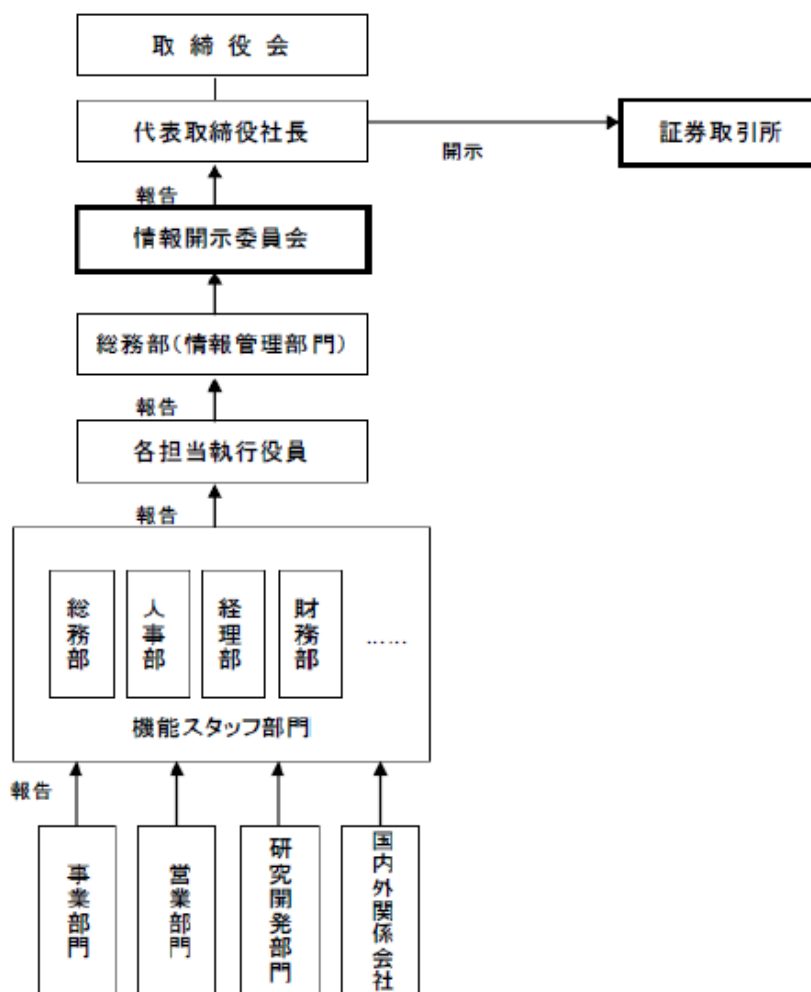 取 締 役 会
代表取締役社長
証券取引所
開示
報告
情報開示委員会
総務部(情報管理部門)
報告
各担当執行役員
報告
総務部
人事部
経理部
財務部
……
機能スタッフ部門
報告
事業部門
営業部門
研究開発部門
国内外関係会社